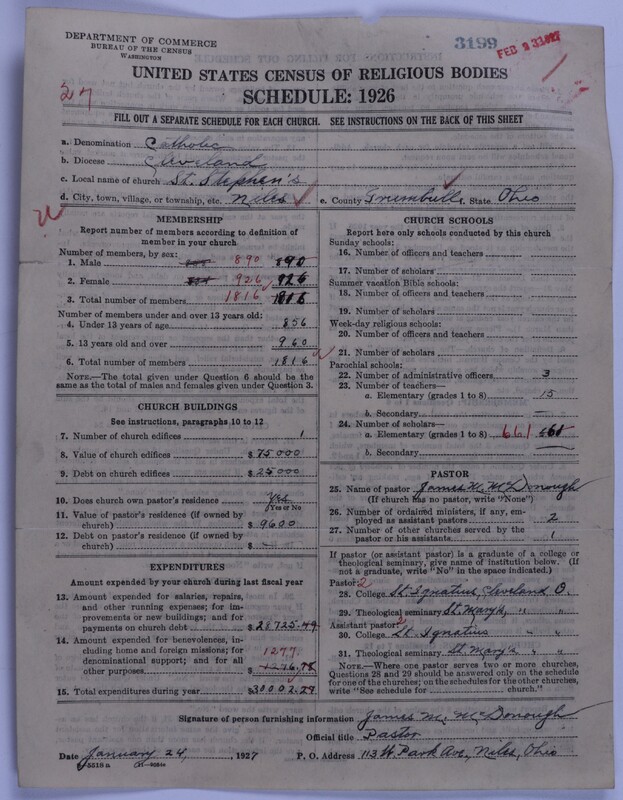 DEPARTMENT OF COMMERCE
BUREAU OF THE CENSUS
WASHINGTON
3199
FEB 23 1927
UNITED STATES CENSUS OF RELIGIOUS BODIES
SCHEDULE: 1926
FILL OUT A SEPARATE SCHEDULE FOR EACH CHURCH. SEE INSTRUCTIONS ON THE BACK OF THIS SHEET
a. Denomination Catholic
b. Diocese Cleveland
c. Local name of church St. Stephen's
d. City, town, village, or township, etc. Niles
e. County Trumbull f. State Ohio
MEMBERSHIP
Report number of members according to definition of
member in your church.
Number of members, by sex:
1. Male 890 890
2. Female 926 926
3. Total number of members 1816 1816
Number of members under and over 13 years old:
4. Under 13 years of age 856
5. 13 years old and over 960
6. Total number of members 1816
NOTE.—The total given under Question 6 should be the
same as the total of males and females given under Question 3.
CHURCH BUILDINGS
See instructions, paragraphs 10 to 12
7. Number of church edifices 1
8. Value of church edifices $75000
9. Debt on church edifices $25000
10. Does church own pastor's residence Yes
Yes or No
11. Value of pastor's residence (if owned by
church) $9600
12. Debt on pastor's residence (if owned by
church) $
EXPENDITURES
Amount expended by your church during last fiscal year
13. Amount expended for salaries, repairs,
and other running expenses; for im-
provements or new buildings; and for
payments on church debt $28725.49
14. Amount expended for benevolences, in-
cluding home and foreign missions; for
denominational support; and for all
1277.
other purposes $1276.78
15. Total expenditures during year $30002.29
CHURCH SCHOOLS
Report here only schools conducted by this church
Sunday schools:
16. Number of officers and teachers
17. Number of scholars
Summer vacation Bible schools:
18. Number of officers and teachers
19. Number of scholars
Week-day religious schools:
20. Number of officers and teachers
21. Number of scholars
Parochial schools:
22. Number of administrative officers 3
23. Number of teachers—
a. Elementary (grades 1 to 8) 15
b. Secondary —
24. Number of scholars—
a. Elementary (grades 1 to 8) 661 661
b. Secondary —
PASTOR
25. Name of pastor James M. McDonough
(If church has no pastor, write "None")
26. Number of ordained ministers, if any, em-
ployed as assistant pastors 2
27. Number of other churches served by the
pastor or his assistants 1
If pastor (or assistant pastor) is a graduate of a college or
theological seminary, give name of institution below. (If
not a graduate, write "No" in the space indicated.)
Pastor: 2
28. College St. Ignatius, Cleveland O.
29. Theological seminary St. Mary's, " "
Assistant pastor: 2
30. College St. Ignatius " "
31. Theological seminary St. Mary's " "
NOTE.—Where one pastor serves two or more churches,
Questions 28 and 29 should be answered only on the schedule
for one of the churches; on the schedules for the other churches,
write "See schedule for church."
Signature of person furnishing information James M. McDonough
Official title Pastor
Date January 24, 1927 P. O. Address 113 W. Park Ave, Niles, Ohio